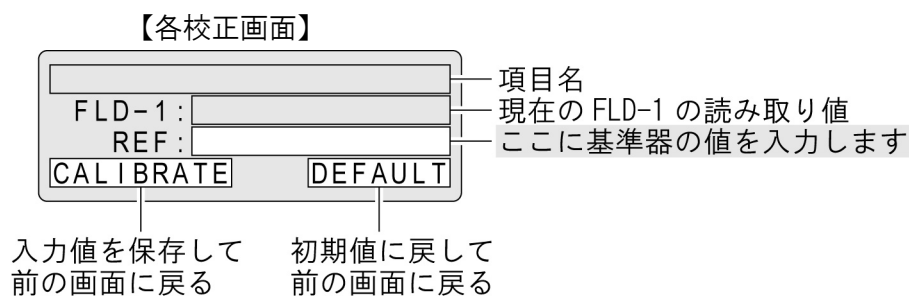 【各校正画面】
項目名
FLD-1:
現在の FLD-1 の読み取り値
REF:
ここに基準器の値を入力します
CALIBRATE
DEFAULT
入力値を保存して
前の画面に戻る
初期値に戻して
前の画面に戻る